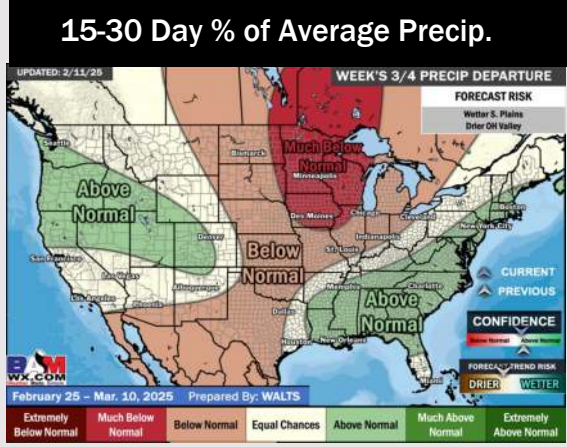 15-30 Day % of Average Precip.
UPDATED: 2/11/25
WEEK'S 3/4 PRECIP DEPARTURE
FORECAST RISK
Wetter S. Plains
Drier OH Valley
Seattle
Bismarck
Much Below
Normal
Minneapolis
Above
Normal
Des Moines
Chicago
Cleveland
Boston
New York City
Denver
Indianapolis
St. Louis
Below
Normal
San Francisco
Las Vegas
Los Angeles
Phoenix
Albuquerque
Memphis
Charlotte
Above
Normal
Dallas
Houston
New Orleans
Miami
CURRENT
PREVIOUS
CONFIDENCE
Below Normal
Above Normal
FORECAST TREND RISK
DRIER
WETTER
BAM
WX.COM
February 25 – Mar. 10, 2025 Prepared By: WALTS
Extremely
Below Normal
Much Below
Normal
Below Normal
Equal Chances
Above Normal
Much Above
Normal
Extremely
Above Normal